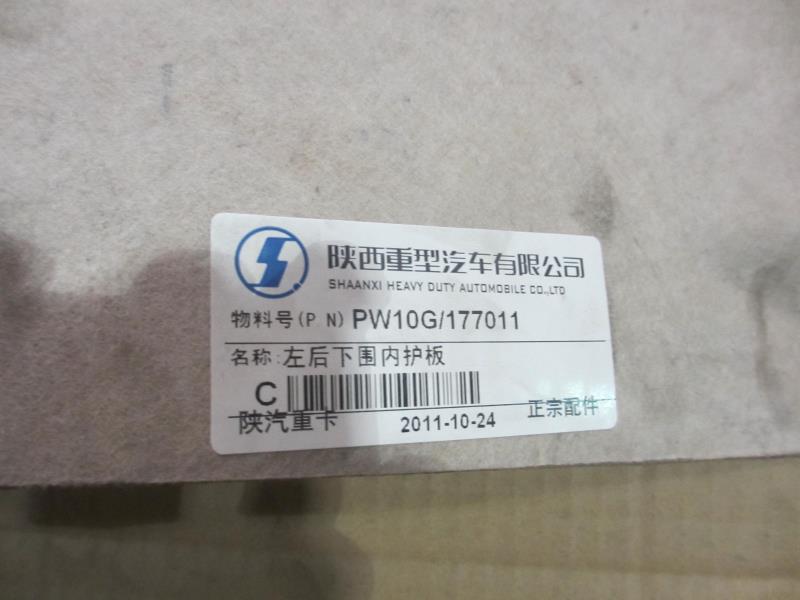 陕西重型汽车有限公司
SHAANXI HEAVY DUTY AUTOMOBILE CO.,LTD
物料号(P N) PW10G/177011
名称:左后下围内护板
C
陕汽重卡 2011-10-24 正宗配件